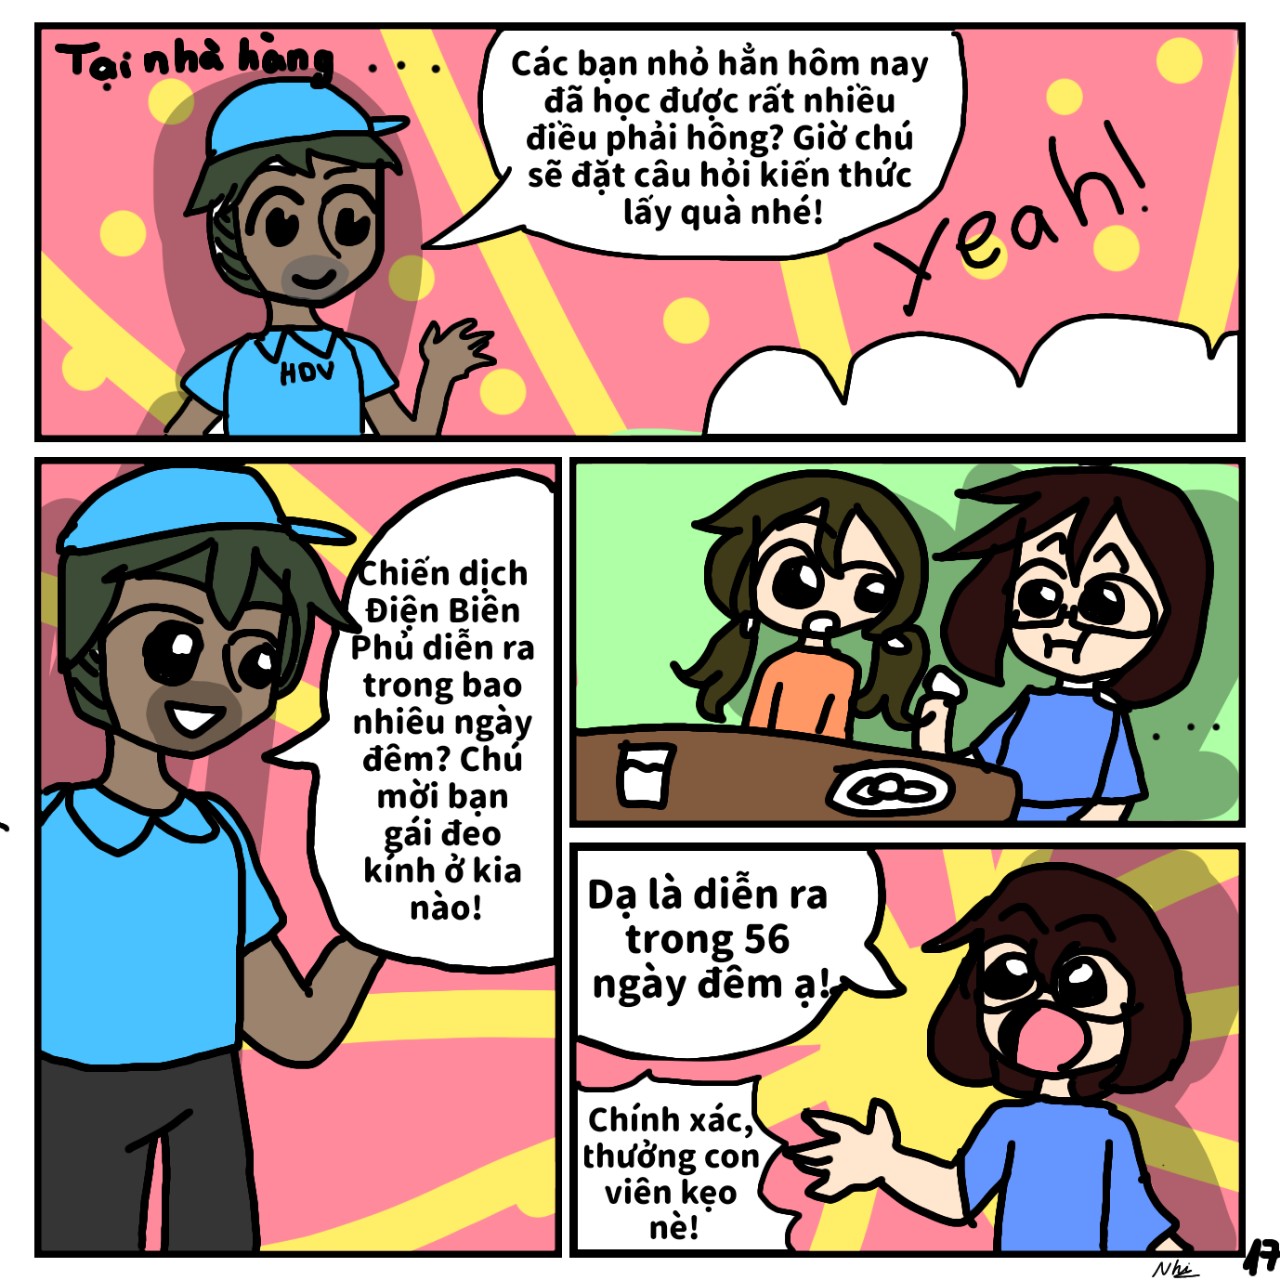 Tại nhà hàng ...
Các bạn nhỏ hẳn hôm nay
đã học được rất nhiều
điều phải hông? Giờ chú
sẽ đặt câu hỏi kiến thức
lấy quà nhé!
Yeah!
HDV
Chiến dịch
Điện Biên
Phủ diễn ra
trong bao
nhiêu ngày
đêm? Chú
mời bạn
gái đeo
kính ở kia
nào!
...
Dạ là diễn ra
trong 56
ngày đêm ạ!
Chính xác,
thưởng con
viên kẹo
nè!
Nhi
17